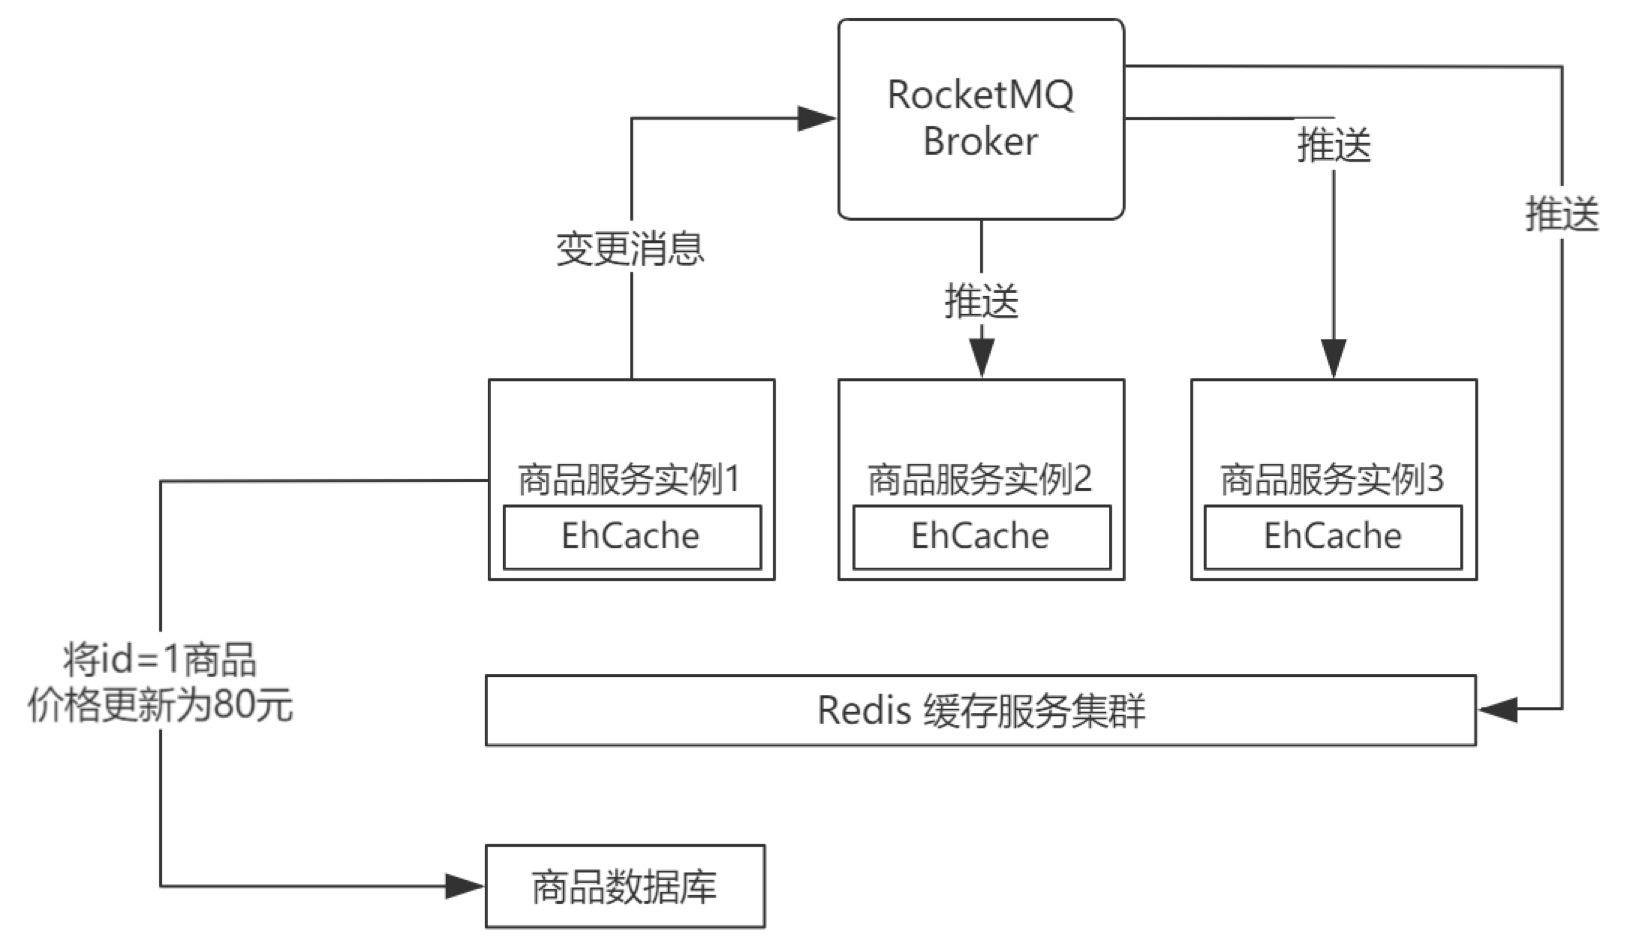 RocketMQ
Broker
推送
推送
变更消息
推送
商品服务实例1
商品服务实例2
商品服务实例3
EhCache
EhCache
EhCache
将id=1商品
价格更新为80元
Redis 缓存服务集群
商品数据库